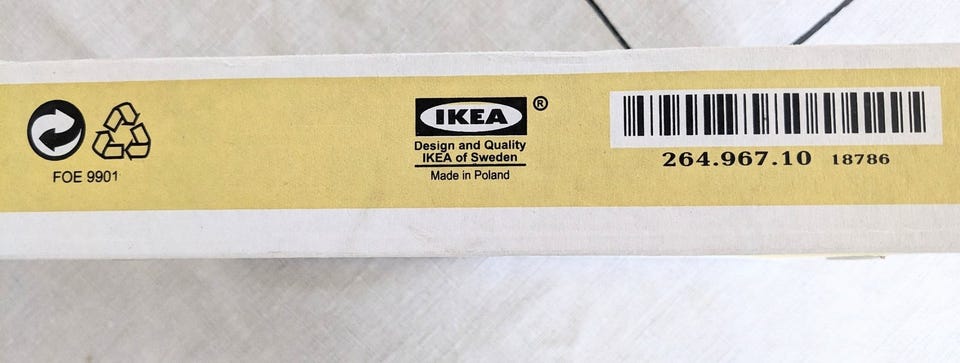 FOE 9901
IKEA®
Design and Quality
IKEA of Sweden
Made in Poland
264.967.10 18786